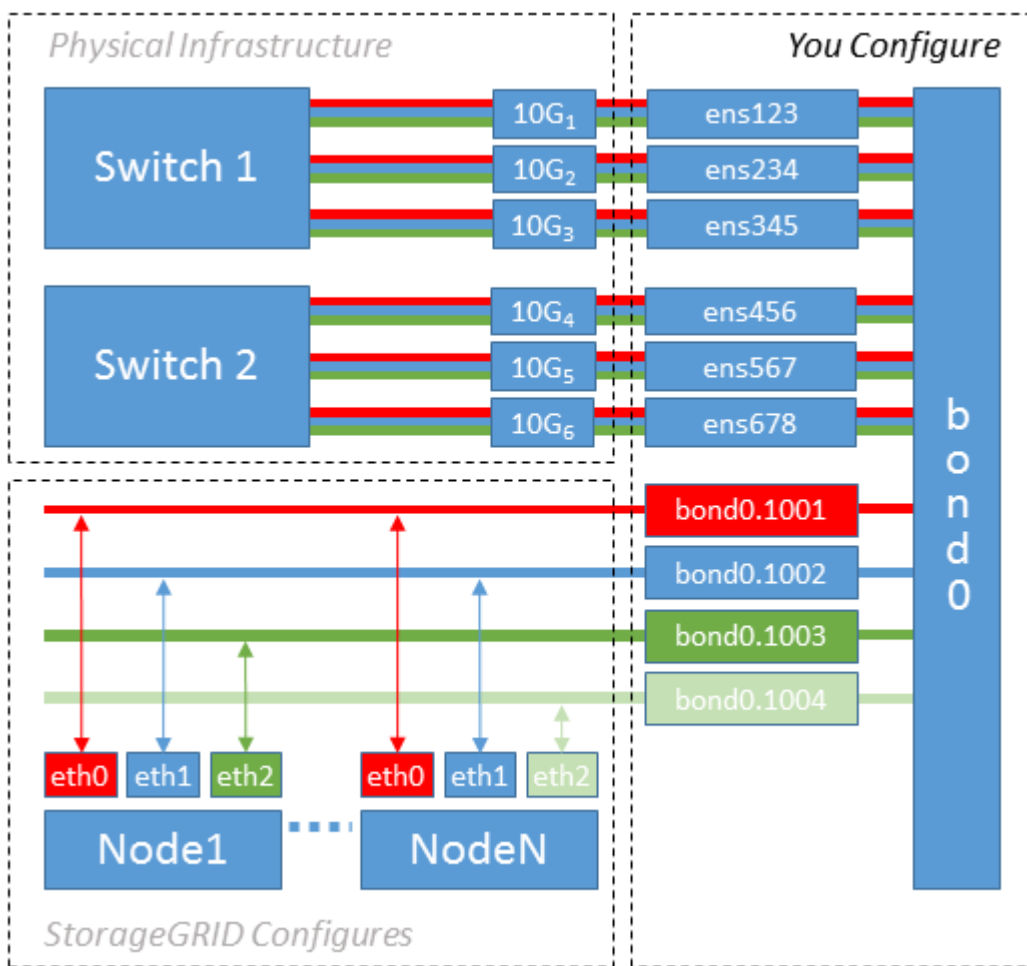 Physical Infrastructure
You Configure
Switch 1
10G₁
ens123
10G₂
ens234
10G₃
ens345
Switch 2
10G₄
ens456
10G₅
ens567
10G₆
ens678
bond0
bond0.1001
bond0.1002
bond0.1003
bond0.1004
eth0
eth1
eth2
eth0
eth1
eth2
Node1
NodeN
StorageGRID Configures